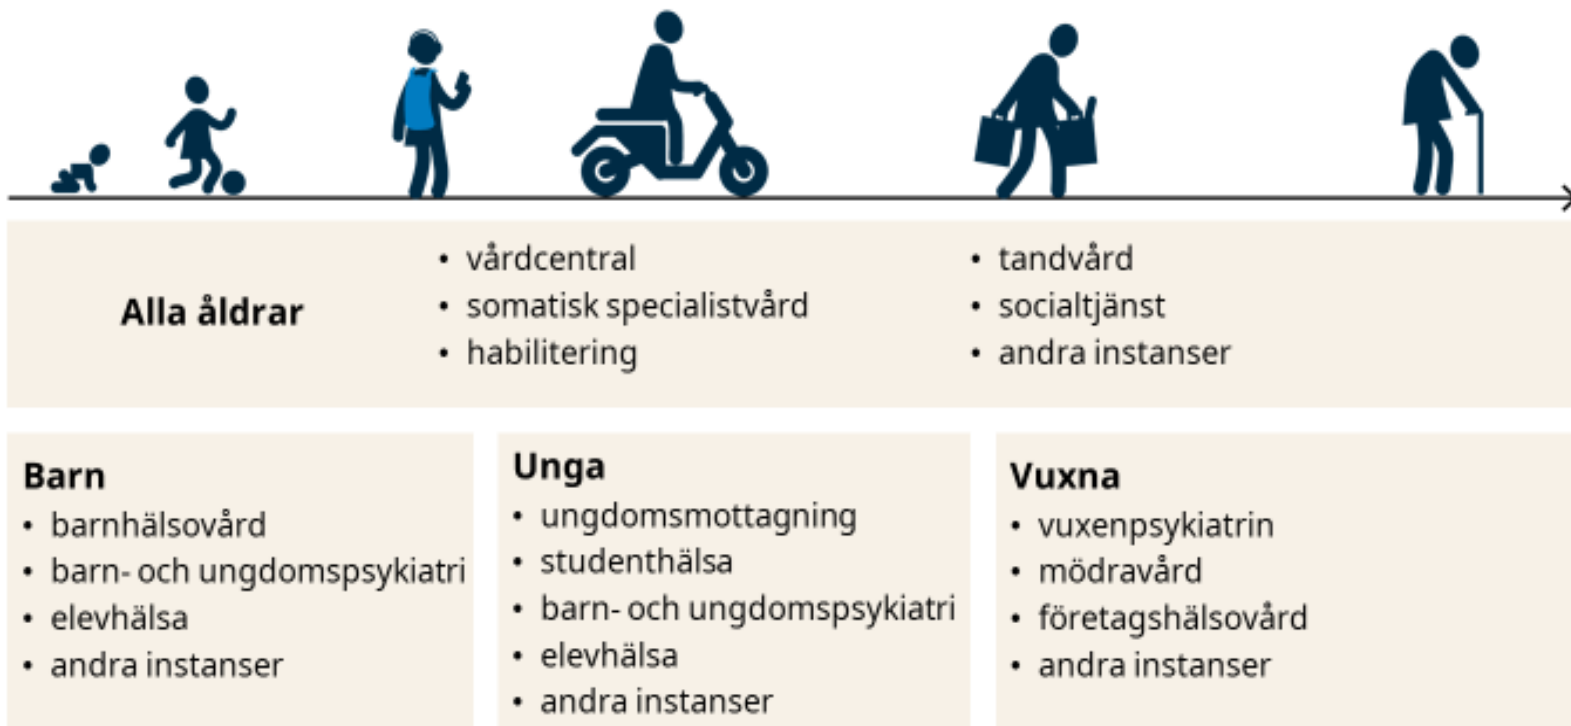 Alla åldrar
• vårdcentral
• somatisk specialistvård
• habilitering
• tandvård
• socialtjänst
• andra instanser
Barn
• barnhälsovård
• barn- och ungdomspsykiatri
• elevhälsa
• andra instanser
Unga
• ungdomsmottagning
• studenthälsa
• barn- och ungdomspsykiatri
• elevhälsa
• andra instanser
Vuxna
• vuxenpsykiatrin
• mödravård
• företagshälsovård
• andra instanser